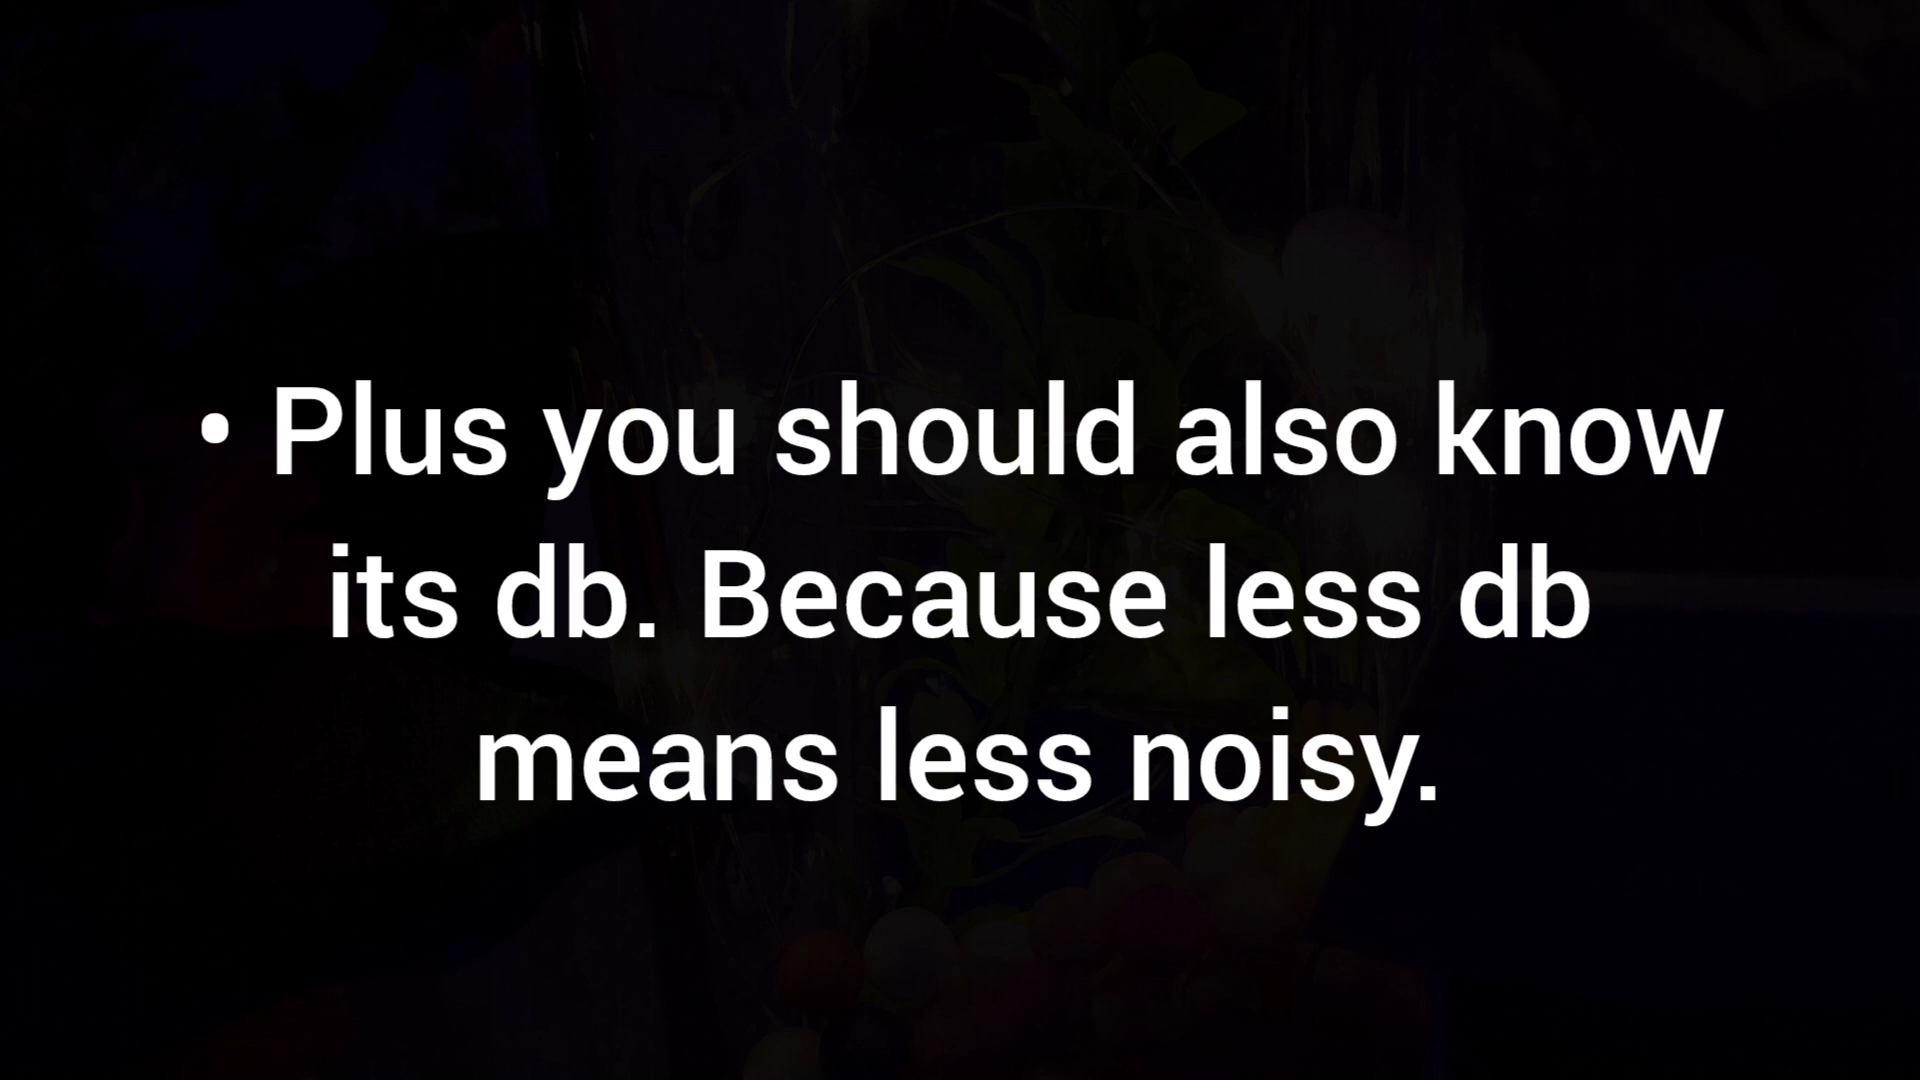 • Plus you should also know
its db. Because less db
means less noisy.